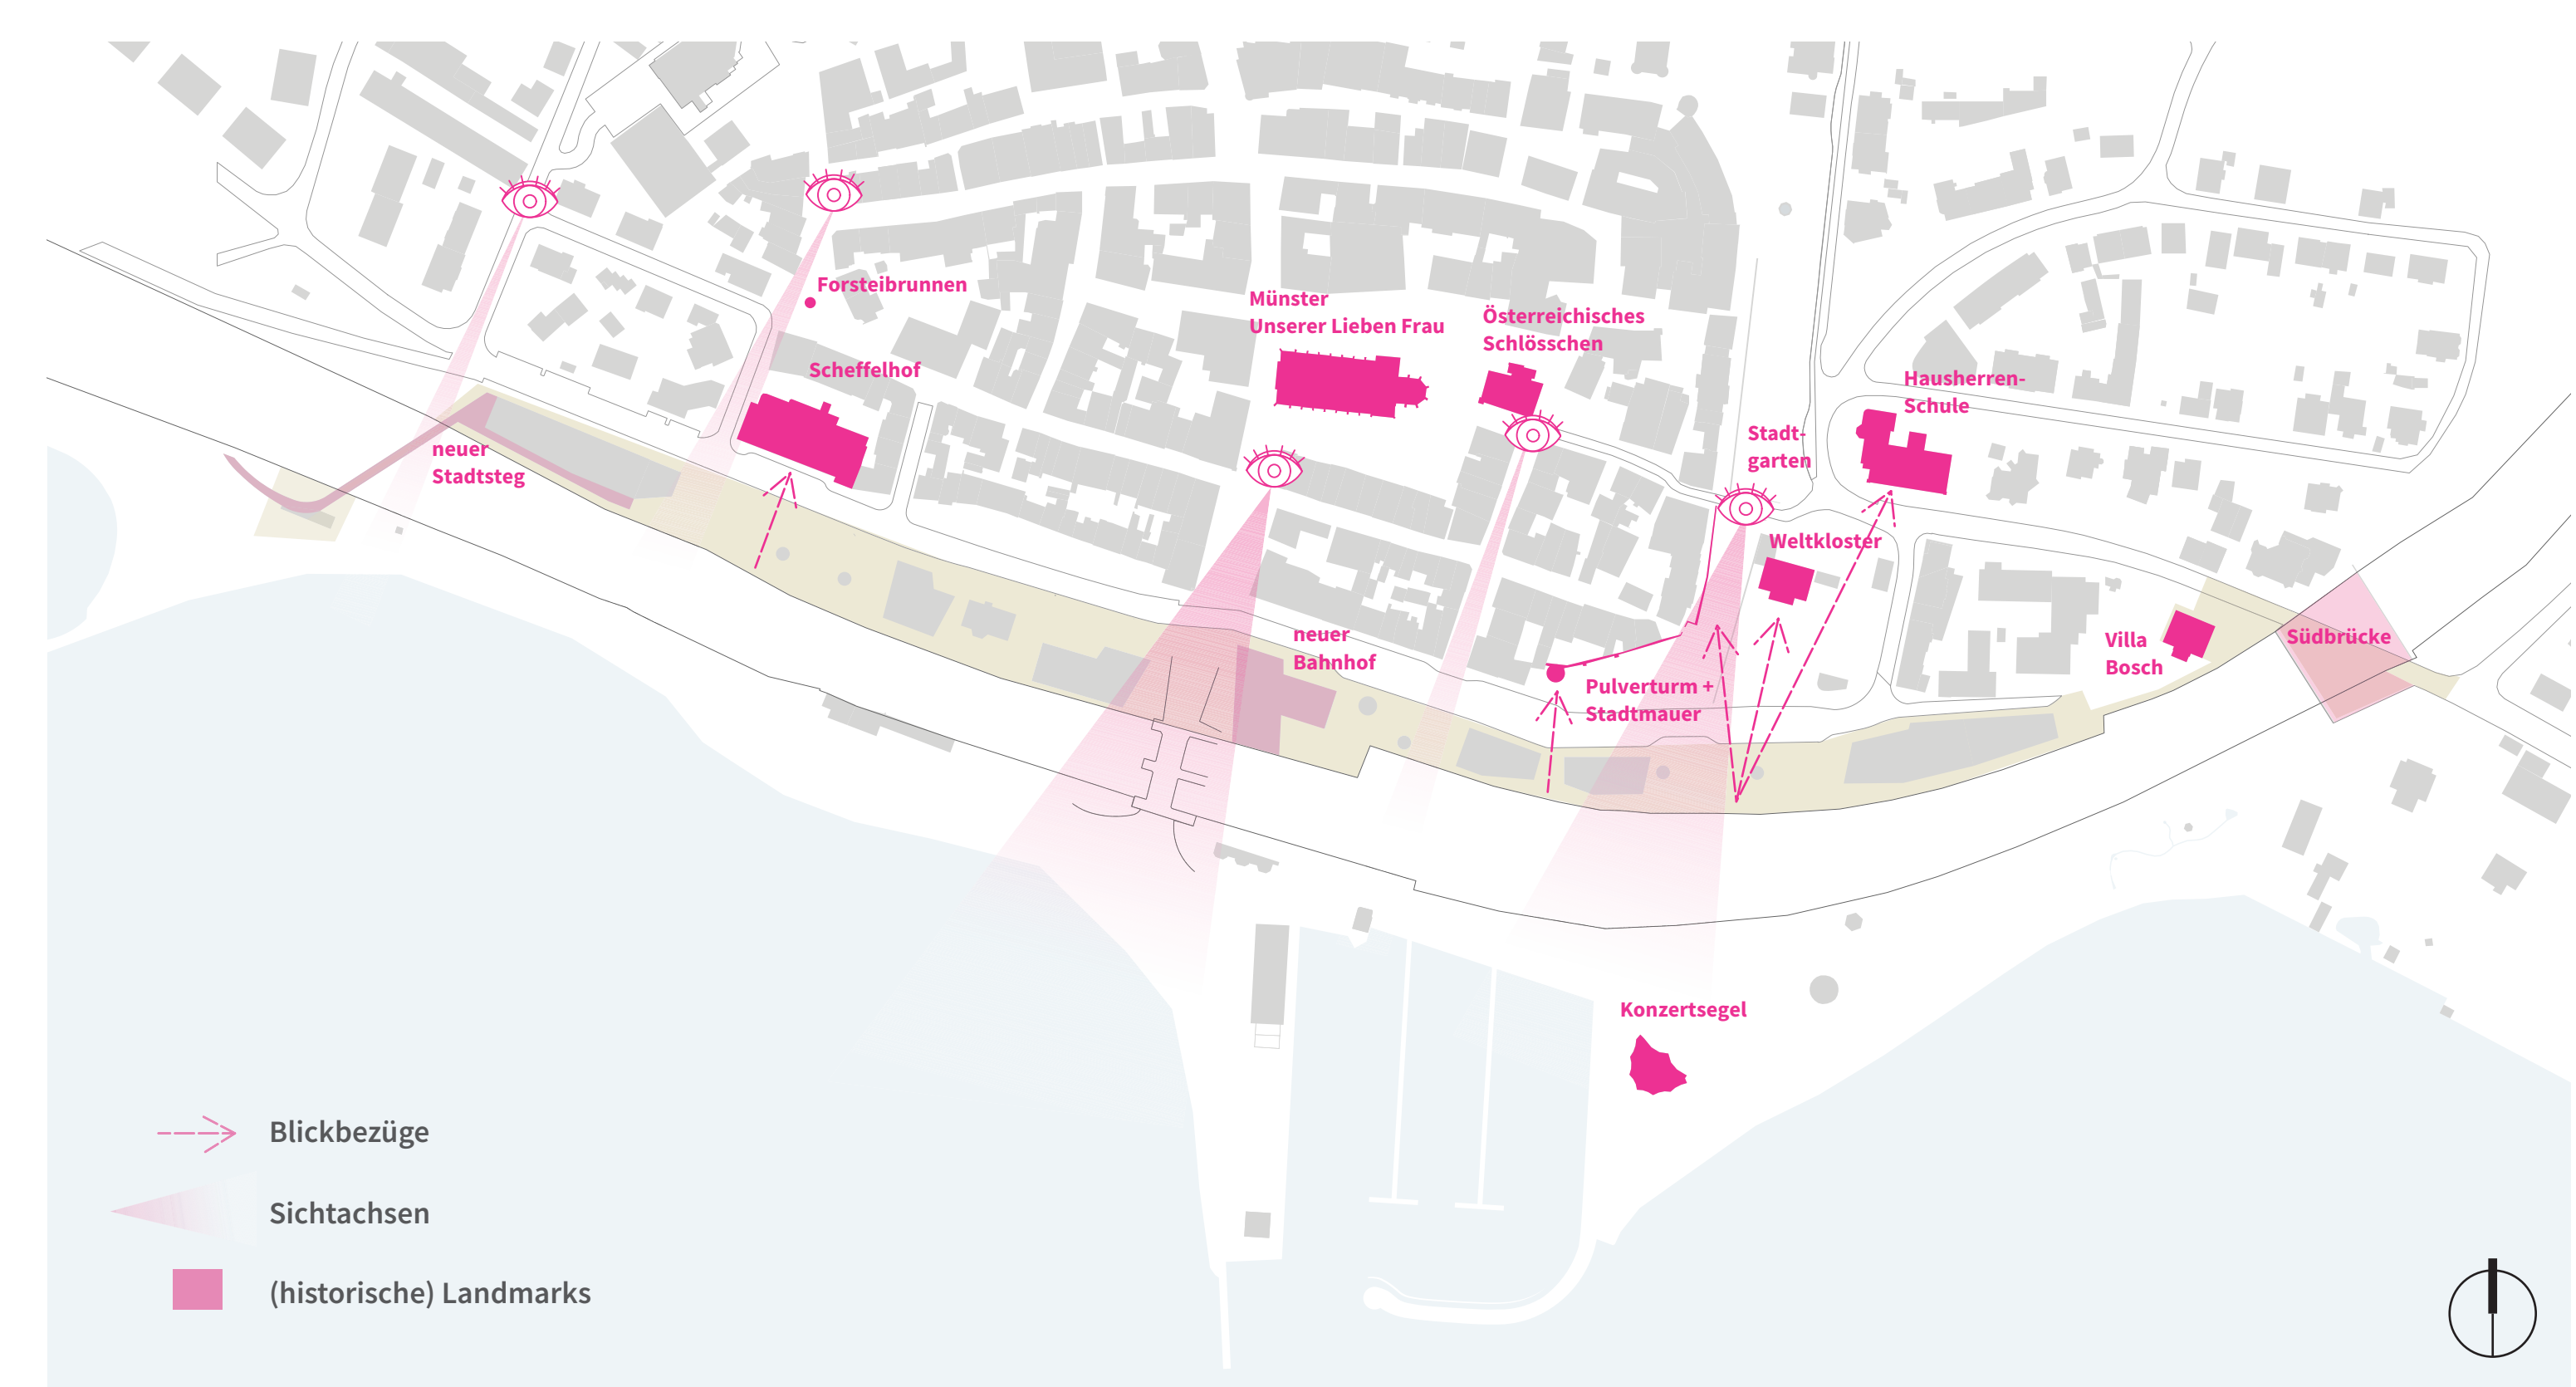 Forsteibrunnen
Münster
Unserer Lieben Frau
Österreichisches
Schlösschen
Scheffelhof
Hausherren-
Schule
neuer
Stadtsteg
Stadt-
garten
Weltkloster
neuer
Bahnhof
Villa
Bosch
Südbrücke
Pulverturm +
Stadtmauer
Konzertsegel
Blickbezüge
Sichtachsen
(historische) Landmarks